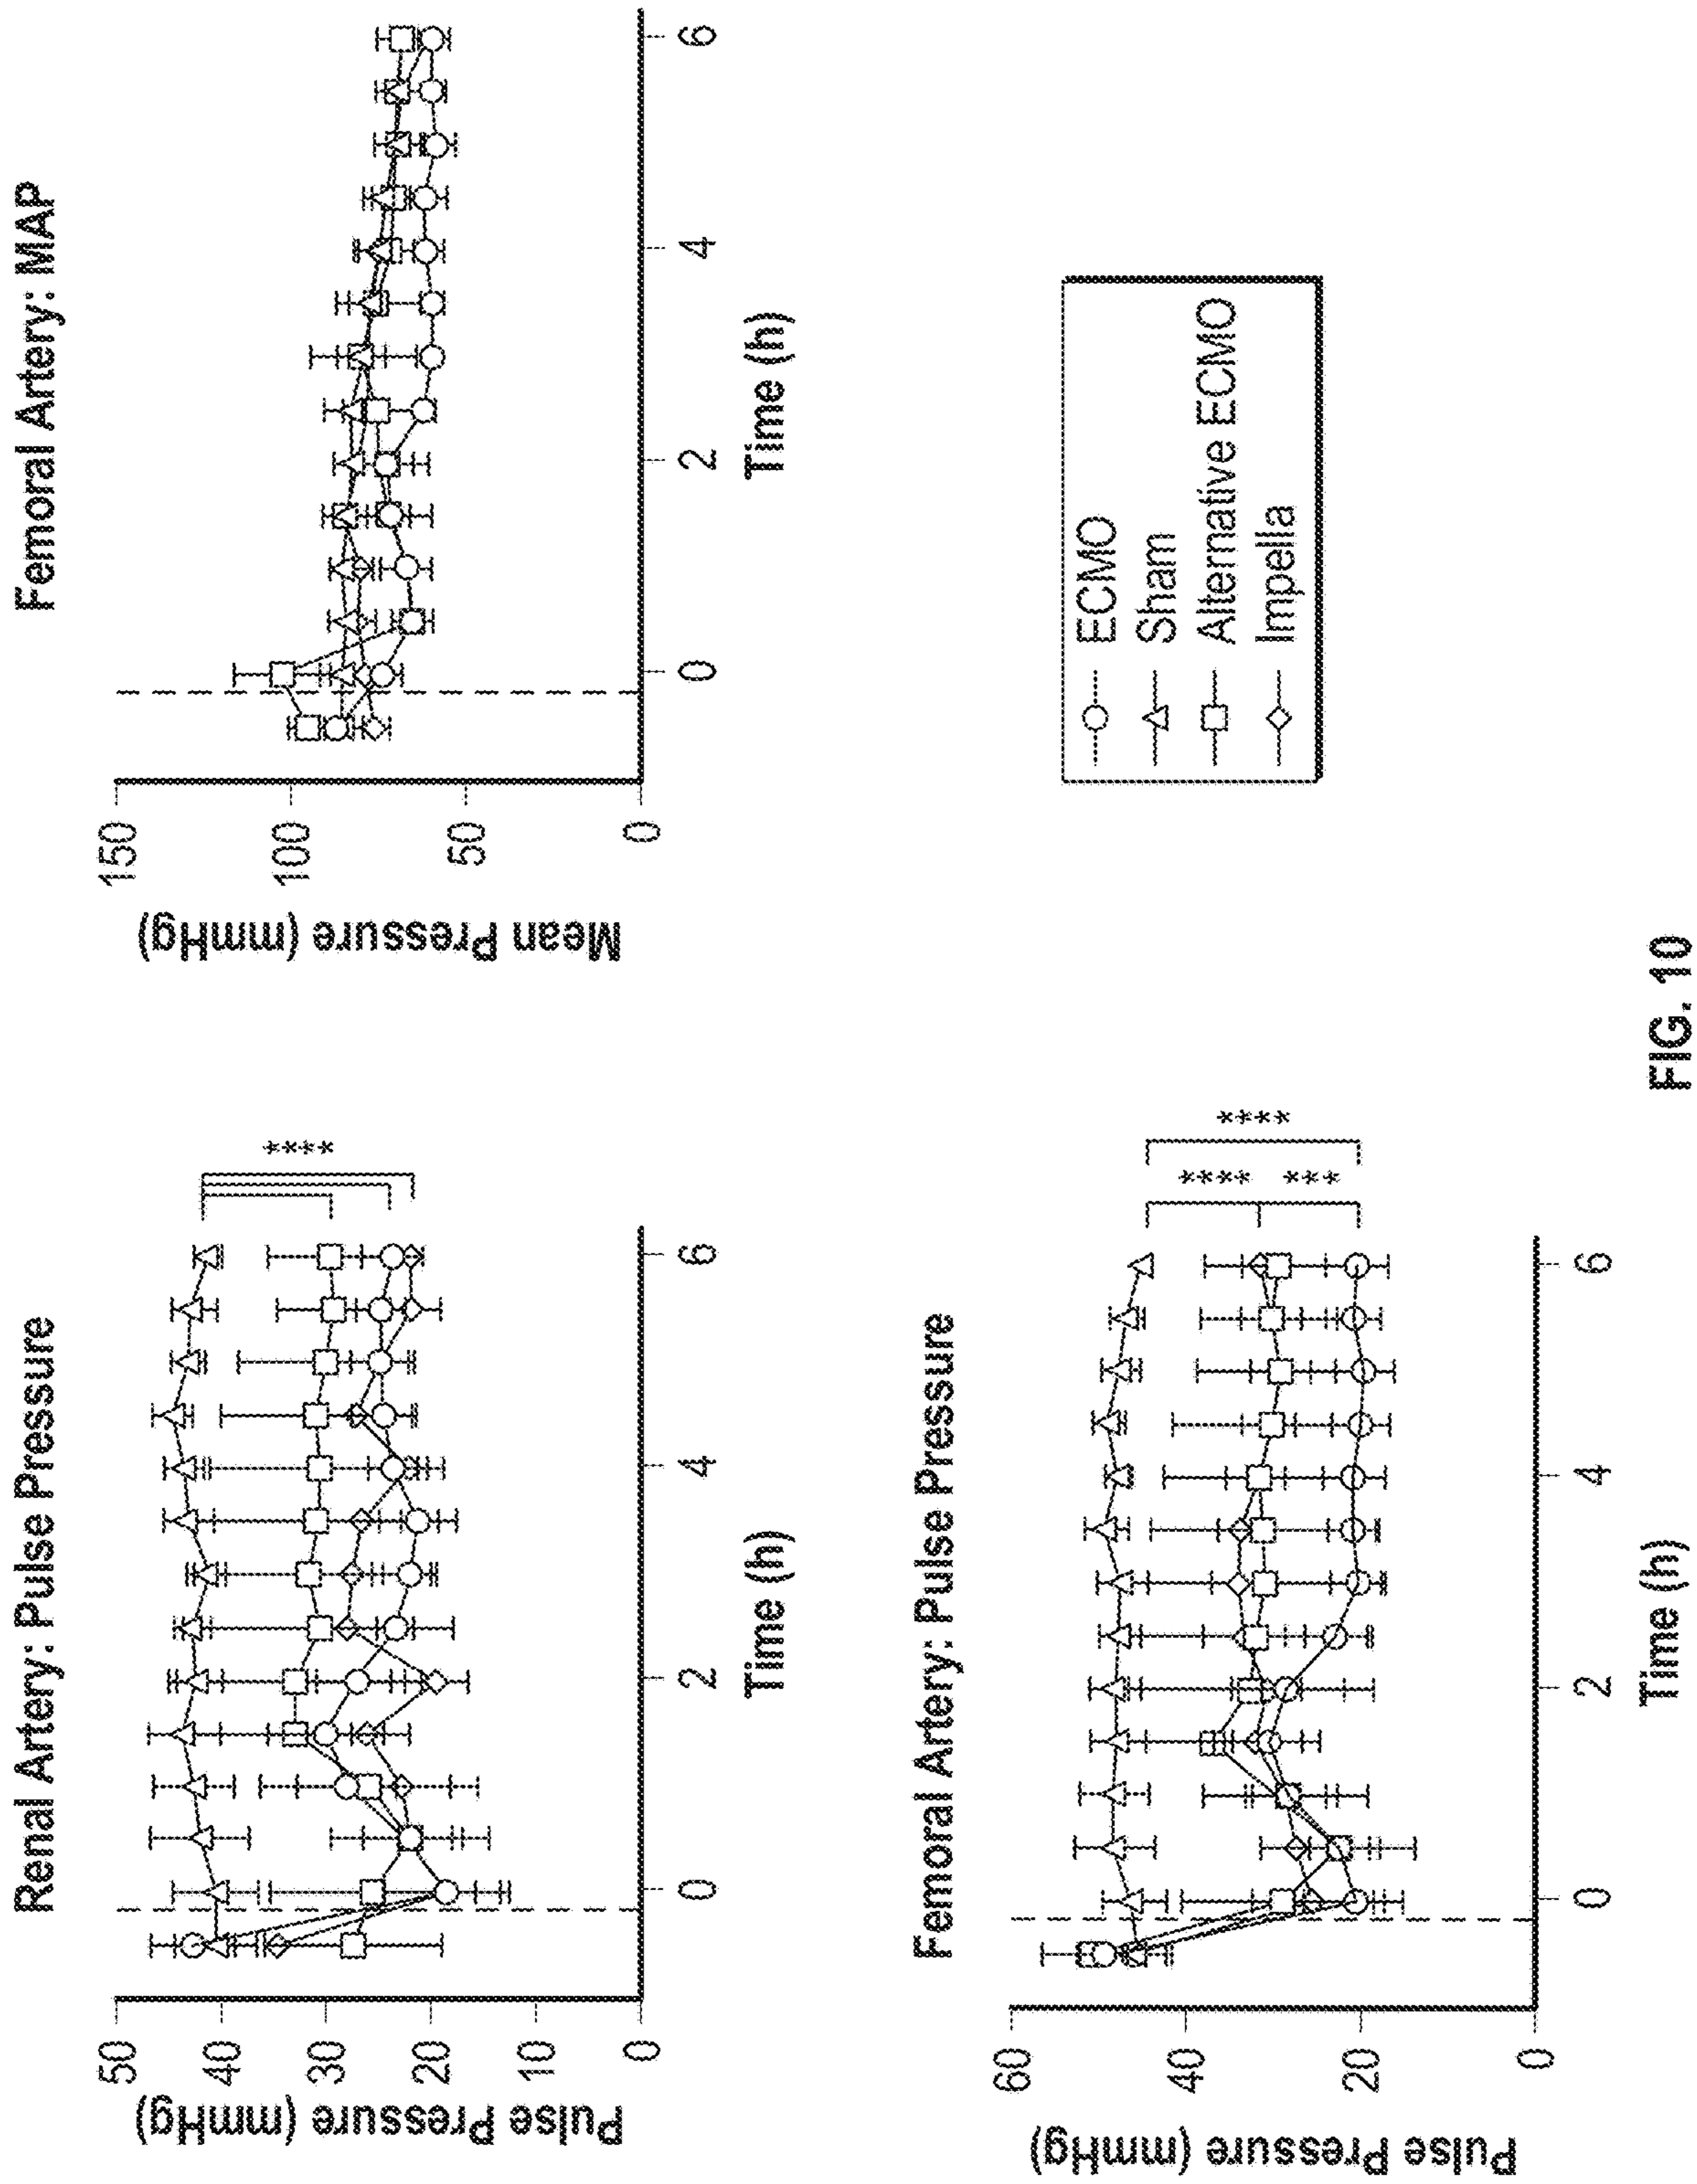 Renal Artery: Pulse Pressure
Pulse Pressure (mmHg)
50
40
30
20
10
0
****
0 2 4 6
Time (h)
Femoral Artery: MAP
Mean Pressure (mmHg)
150
100
50
0
0 2 4 6
Time (h)
Femoral Artery: Pulse Pressure
Pulse Pressure (mmHg)
60
40
20
0
****
***
****
0 2 4 6
Time (h)
ECMO
Sham
Alternative ECMO
Impella
FIG. 10